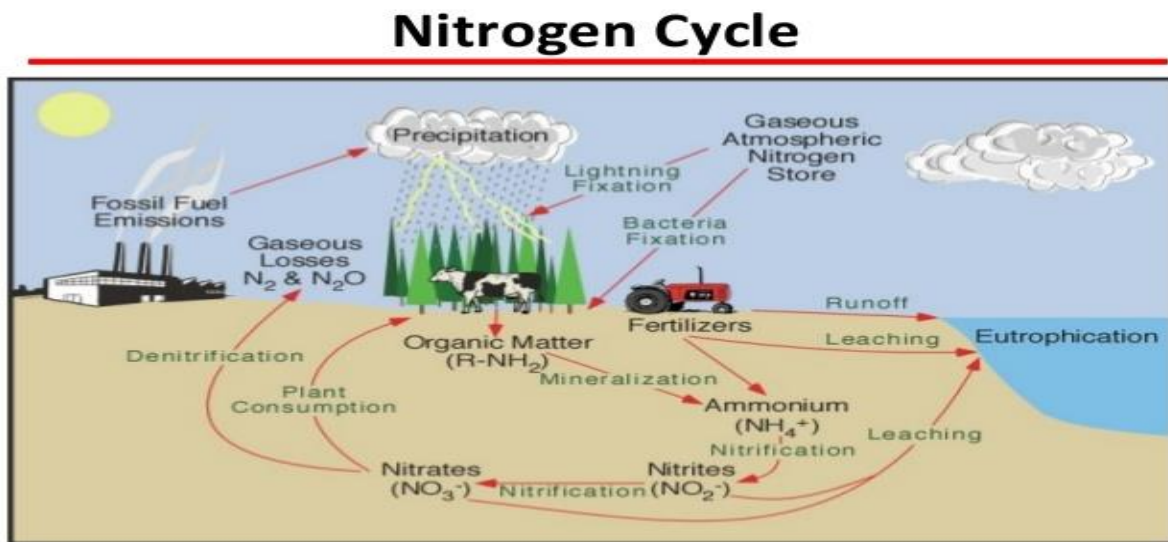 Nitrogen Cycle
Precipitation
Gaseous
Atmospheric
Nitrogen
Store
Lightning
Fixation
Fossil Fuel
Emissions
Bacteria
Fixation
Gaseous
Losses
N₂ & N₂O
Runoff
Fertilizers
Organic Matter
(R-NH₂)
Leaching
Eutrophication
Denitrification
Mineralization
Plant
Consumption
Ammonium
(NH₄⁺)
Leaching
Nitrification
Nitrates
(NO₃⁻)
Nitrification
Nitrites
(NO₂⁻)